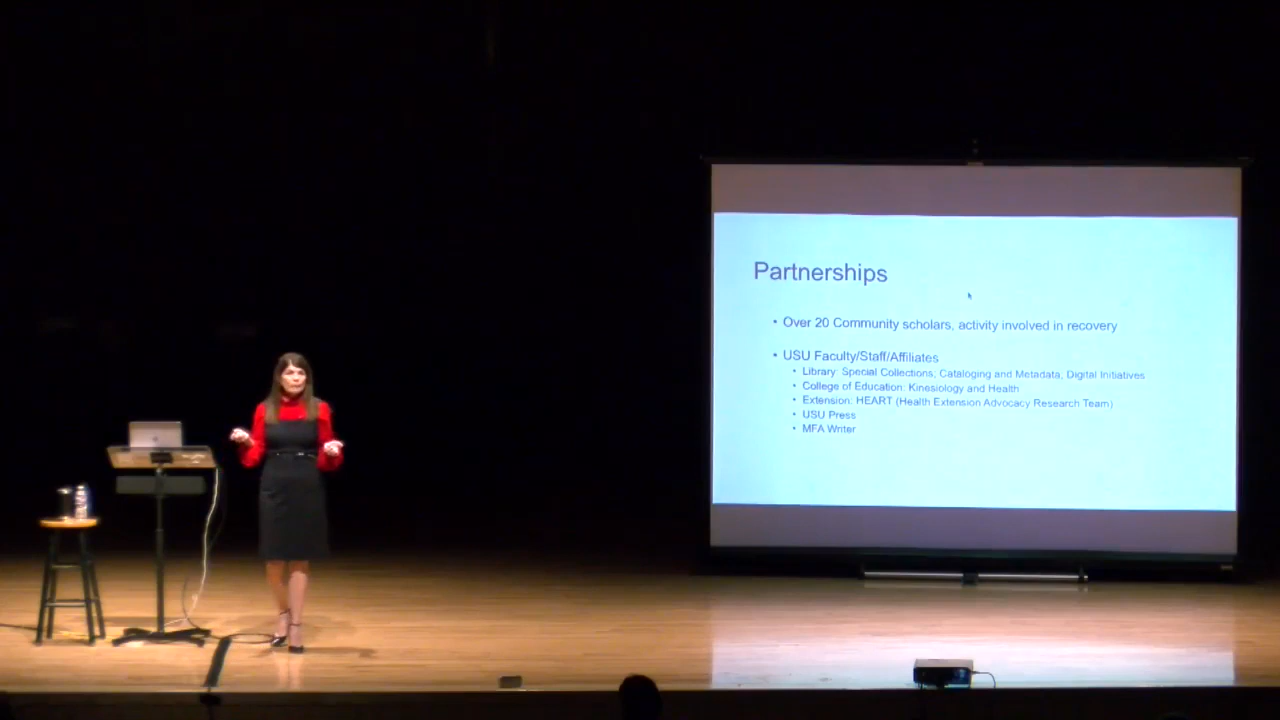 Partnerships
• Over 20 Community scholars, activity involved in recovery
• USU Faculty/Staff/Affiliates
• Library: Special Collections; Cataloging and Metadata; Digital Initiatives
• College of Education: Kinesiology and Health
• Extension: HEART (Health Extension Advocacy Research Team)
• USU Press
• MFA Writer